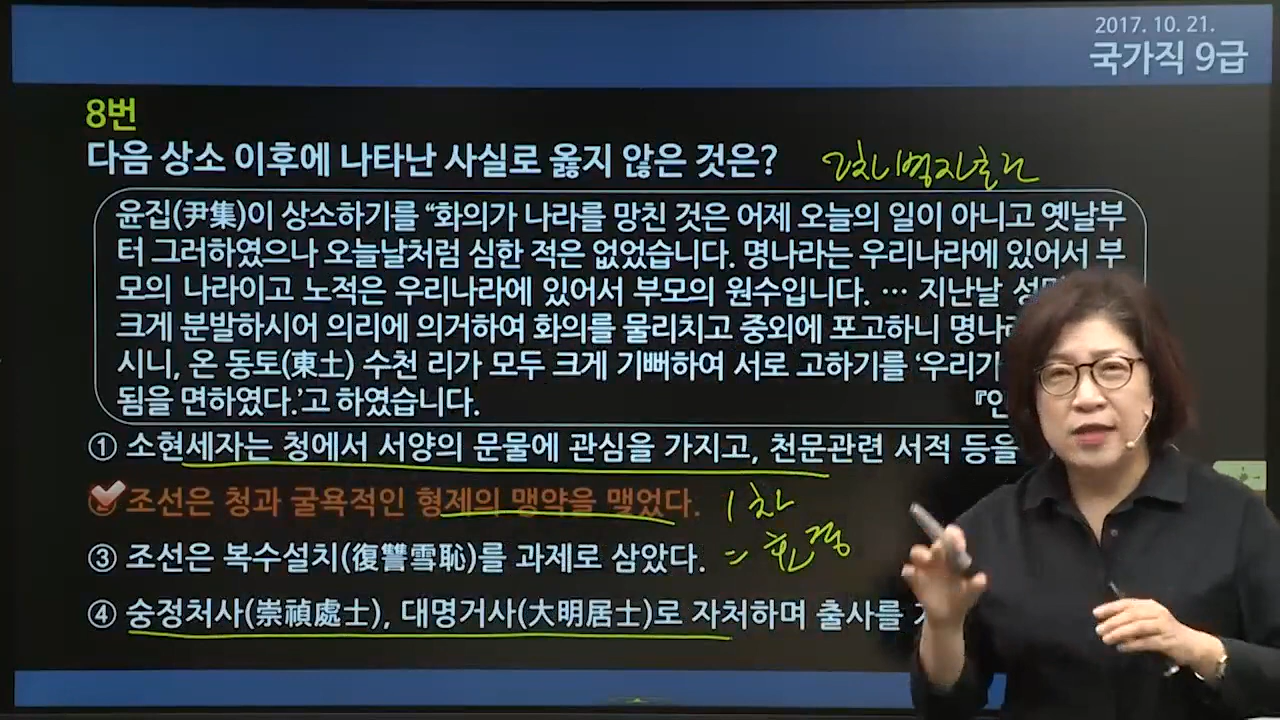 2017. 10. 21.
국가직 9급
8번
다음 상소 이후에 나타난 사실로 옳지 않은 것은? 2차 병자호란
윤집(尹集)이 상소하기를 “화의가 나라를 망친 것은 어제 오늘의 일이 아니고 옛날부
터 그러하였으나 오늘날처럼 심한 적은 없었습니다. 명나라는 우리나라에 있어서 부
모의 나라이고 노적은 우리나라에 있어서 부모의 원수입니다. … 지난날
크게 분발하시어 의리에 의거하여 화의를 물리치고 중외에 포고하니
시니, 온 동토(東土) 수천 리가 모두 크게 기뻐하여 서로 고하기를 ‘우리가
됨을 면하였다.’고 하였습니다.
① 소현세자는 청에서 서양의 문물에 관심을 가지고, 천문관련 서적 등을
조선은 청과 굴욕적인 형제의 맹약을 맺었다. 1차
③ 조선은 복수설치(復讐雪恥)를 과제로 삼았다. = 효종
④ 숭정처사(崇禎處士), 대명거사(大明居士)로 자처하며 출사를